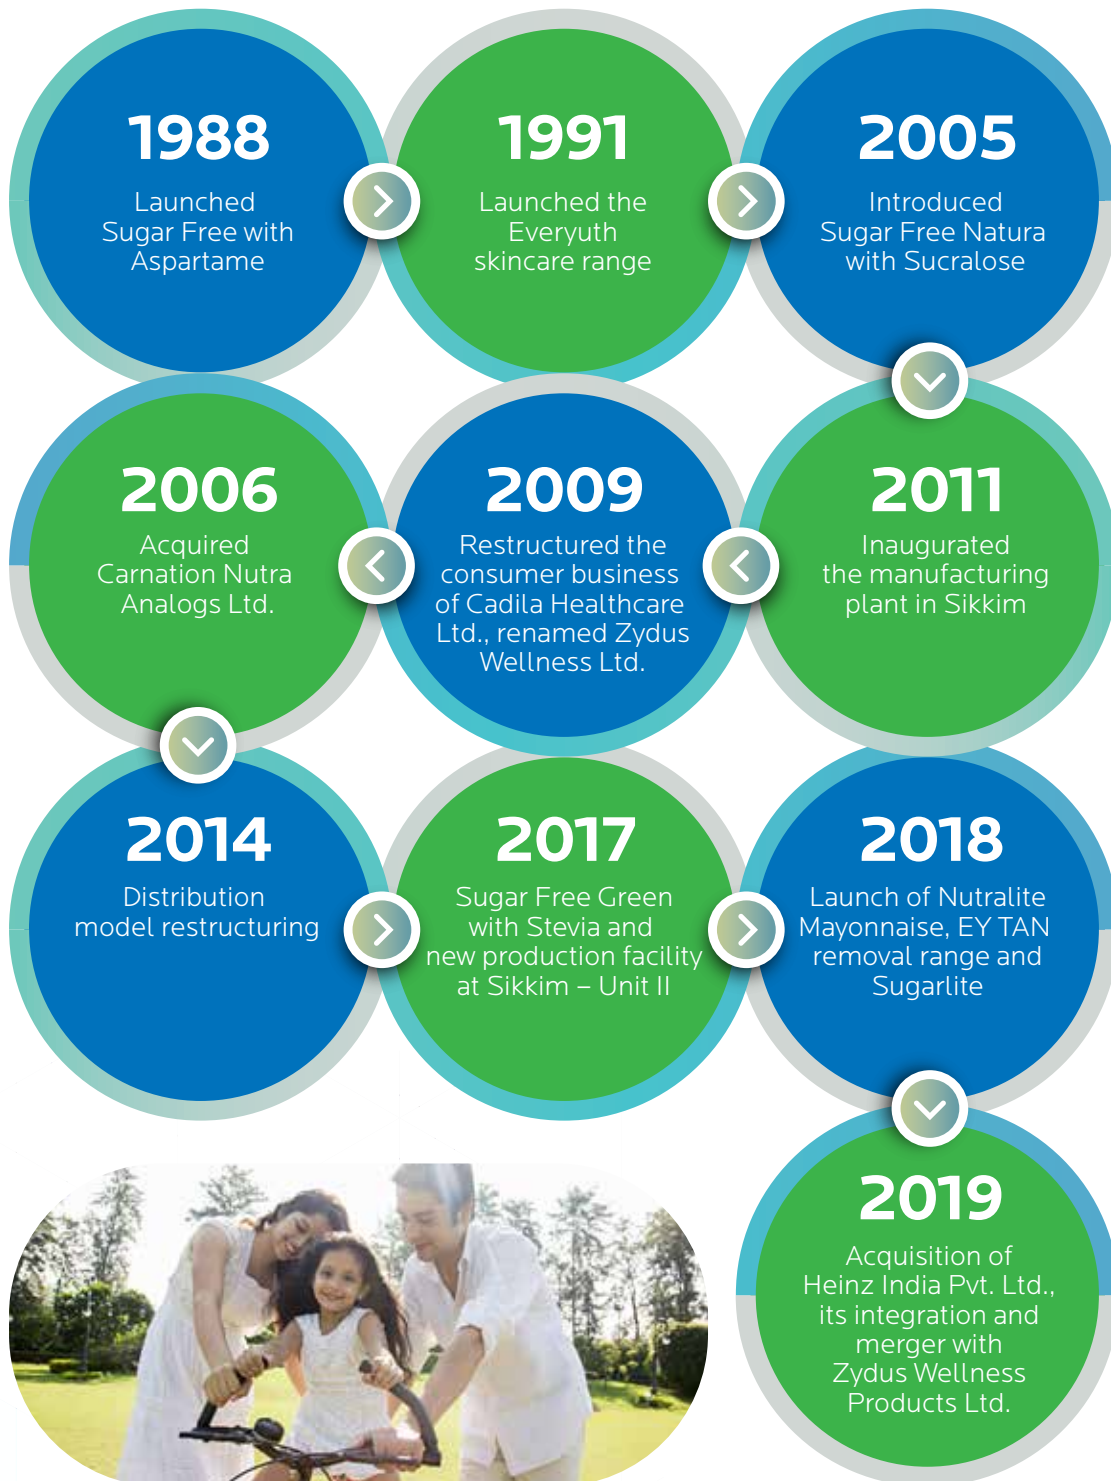 1988
Launched
Sugar Free with
Aspartame
1991
Launched the
Everyuth
skincare range
2005
Introduced
Sugar Free Natura
with Sucralose
2011
Inaugurated
the manufacturing
plant in Sikkim
2009
Restructured the
consumer business
of Cadila Healthcare
Ltd., renamed Zydus
Wellness Ltd.
2006
Acquired
Carnation Nutra
Analogs Ltd.
2014
Distribution
model restructuring
2017
Sugar Free Green
with Stevia and
new production facility
at Sikkim – Unit II
2018
Launch of Nutralite
Mayonnaise, EY TAN
removal range and
Sugarlite
2019
Acquisition of
Heinz India Pvt. Ltd.,
its integration and
merger with
Zydus Wellness
Products Ltd.